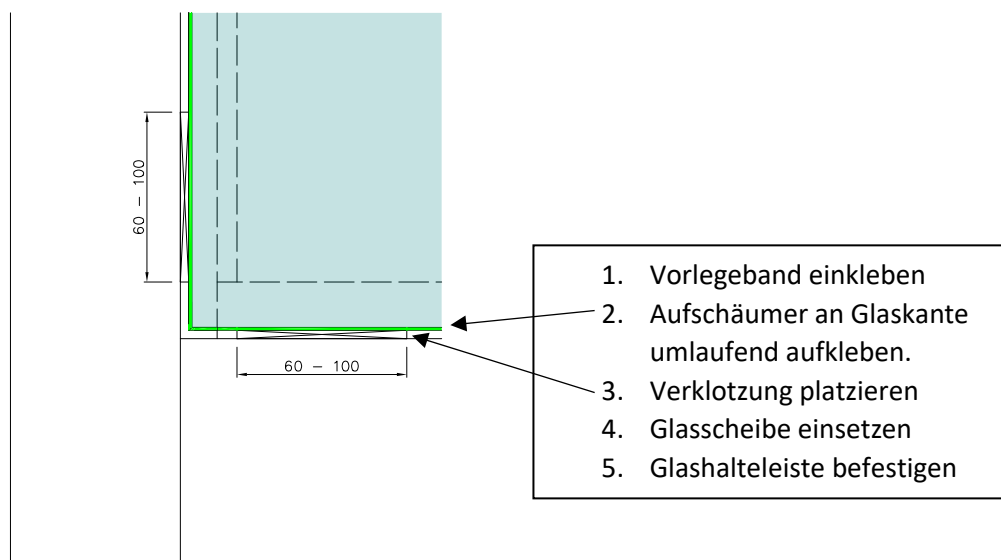 60 – 100
60 – 100
1. Vorlegeband einkleben
2. Aufschäumer an Glaskante
umlaufend aufkleben.
3. Verklotzung platzieren
4. Glasscheibe einsetzen
5. Glashalteleiste befestigen